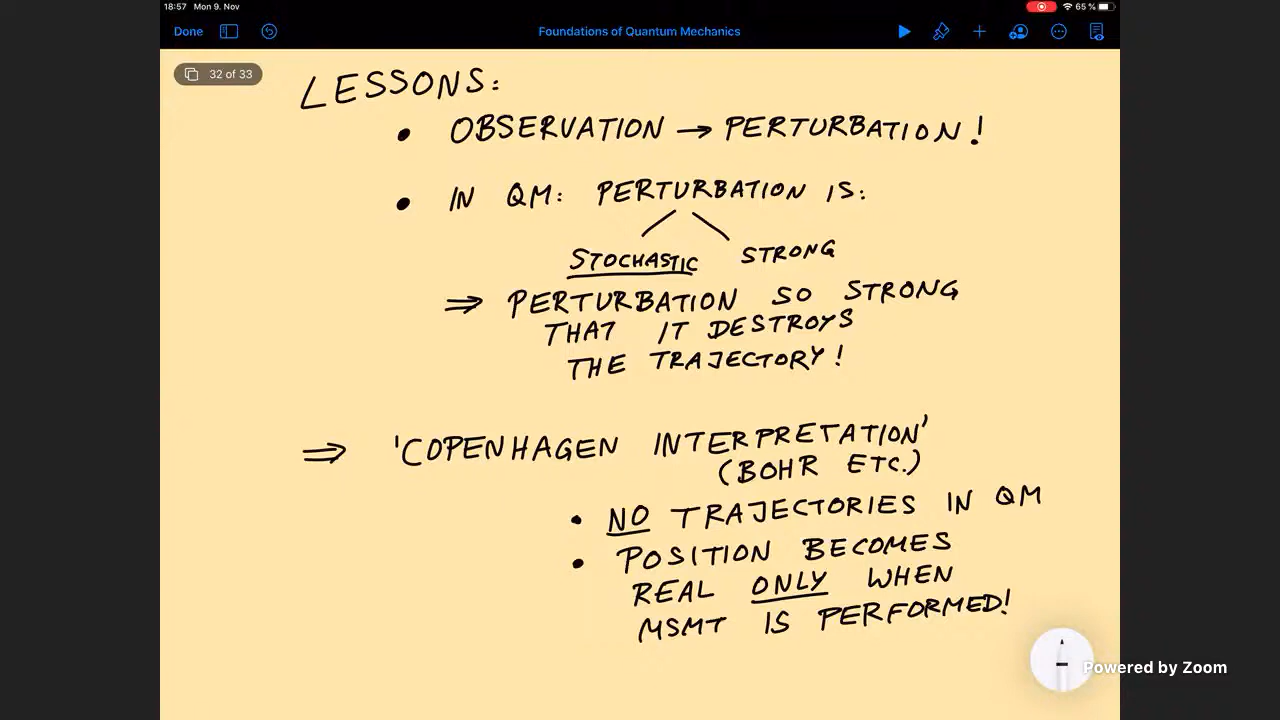 18:57 Mon 9. Nov 65 %
Done Foundations of Quantum Mechanics
32 of 33
LESSONS:
• OBSERVATION → PERTURBATION!
• IN QM: PERTURBATION IS:
STOCHASTIC STRONG
⇒ PERTURBATION SO STRONG
THAT IT DESTROYS
THE TRAJECTORY!
⇒ 'COPENHAGEN INTERPRETATION'
(BOHR ETC.)
• NO TRAJECTORIES IN QM
• POSITION BECOMES
REAL ONLY WHEN
MSMT IS PERFORMED!
Powered by Zoom